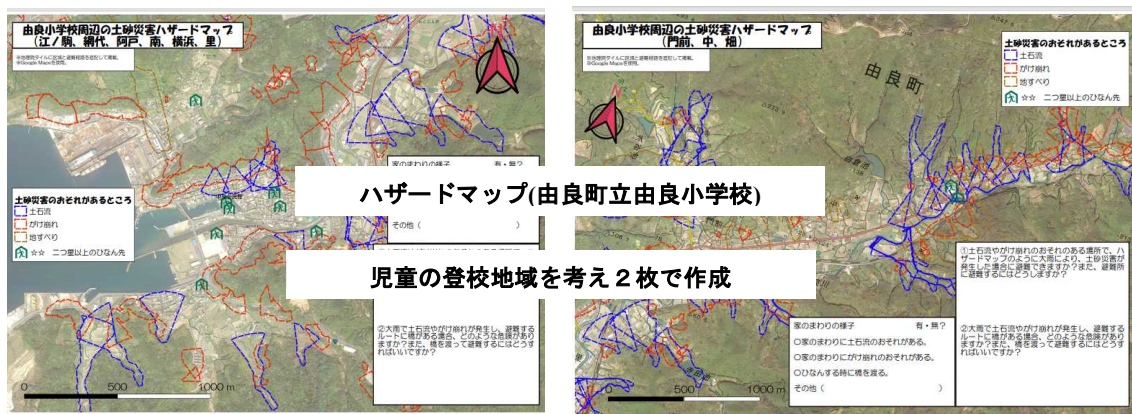 由良小学校周辺の土砂災害ハザードマップ
(江ノ駒、網代、阿戸、南、横浜、里)
※Google Mapsを使用。
土砂災害のおそれがあるところ
土石流
がけ崩れ
地すべり
☆☆ 二つ星以上のひなん先
家のまわりの様子 有・無?
その他(
)
②大雨で土石流やがけ崩れが発生し、避難する
ルートに橋がある場合、どのような危険があり
ますか?また、橋を渡って避難するにはどうす
ればいいですか?
0 500 1000 m
ハザードマップ(由良町立由良小学校)
児童の登校地域を考え2枚で作成
由良小学校周辺の土砂災害ハザードマップ
(門前、中、畑)
※Google Mapsを使用。
土砂災害のおそれがあるところ
土石流
がけ崩れ
地すべり
☆☆ 二つ星以上のひなん先
由良町
①土石流やがけ崩れのおそれのある場所で、ハ
ザードマップのように大雨により、土砂災害が
発生した場合に避難できますか?また、避難所
に避難するにはどうしますか?
家のまわりの様子 有・無?
○家のまわりに土石流のおそれがある。
○家のまわりにがけ崩れのおそれがある。
○ひなんする時に橋を渡る。
その他( )
②大雨で土石流やがけ崩れが発生し、避難する
ルートに橋がある場合、どのような危険があり
ますか?また、橋を渡って避難するにはどうす
ればいいですか?
0 500 1000 m